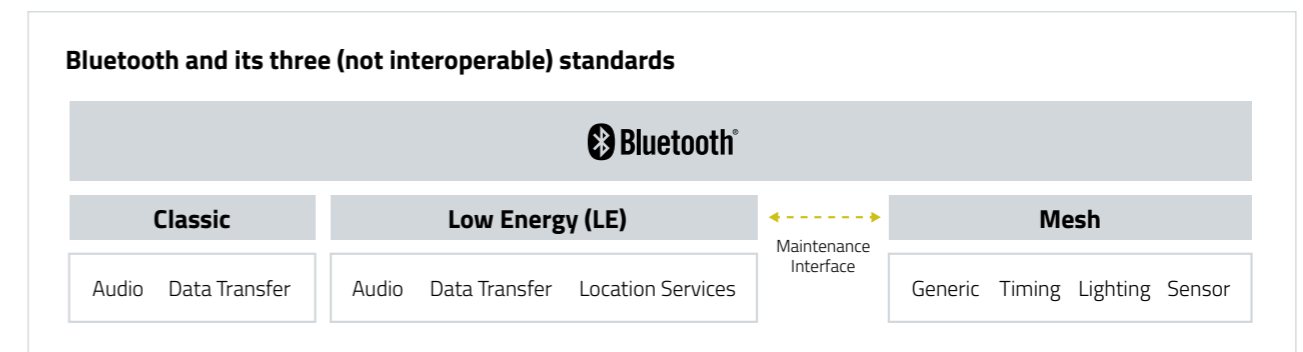 Bluetooth and its three (not interoperable) standards
Bluetooth®
Classic
Low Energy (LE)
Mesh
Maintenance
Interface
Audio Data Transfer
Audio Data Transfer Location Services
Generic Timing Lighting Sensor